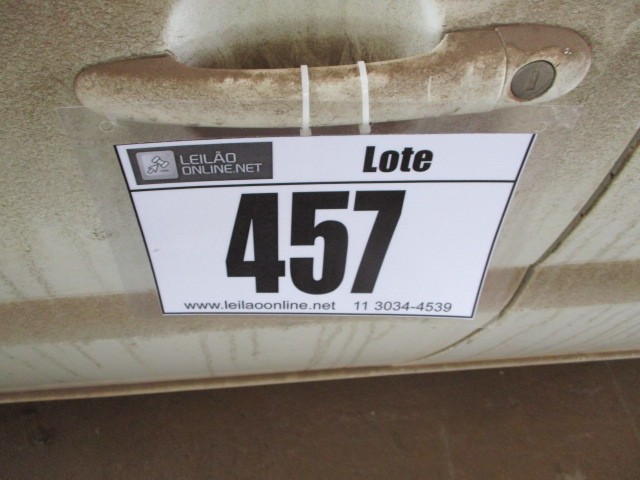 LEILÃO
ONLINE.NET
Lote
457
www.leilaoonline.net 11 3034-4539